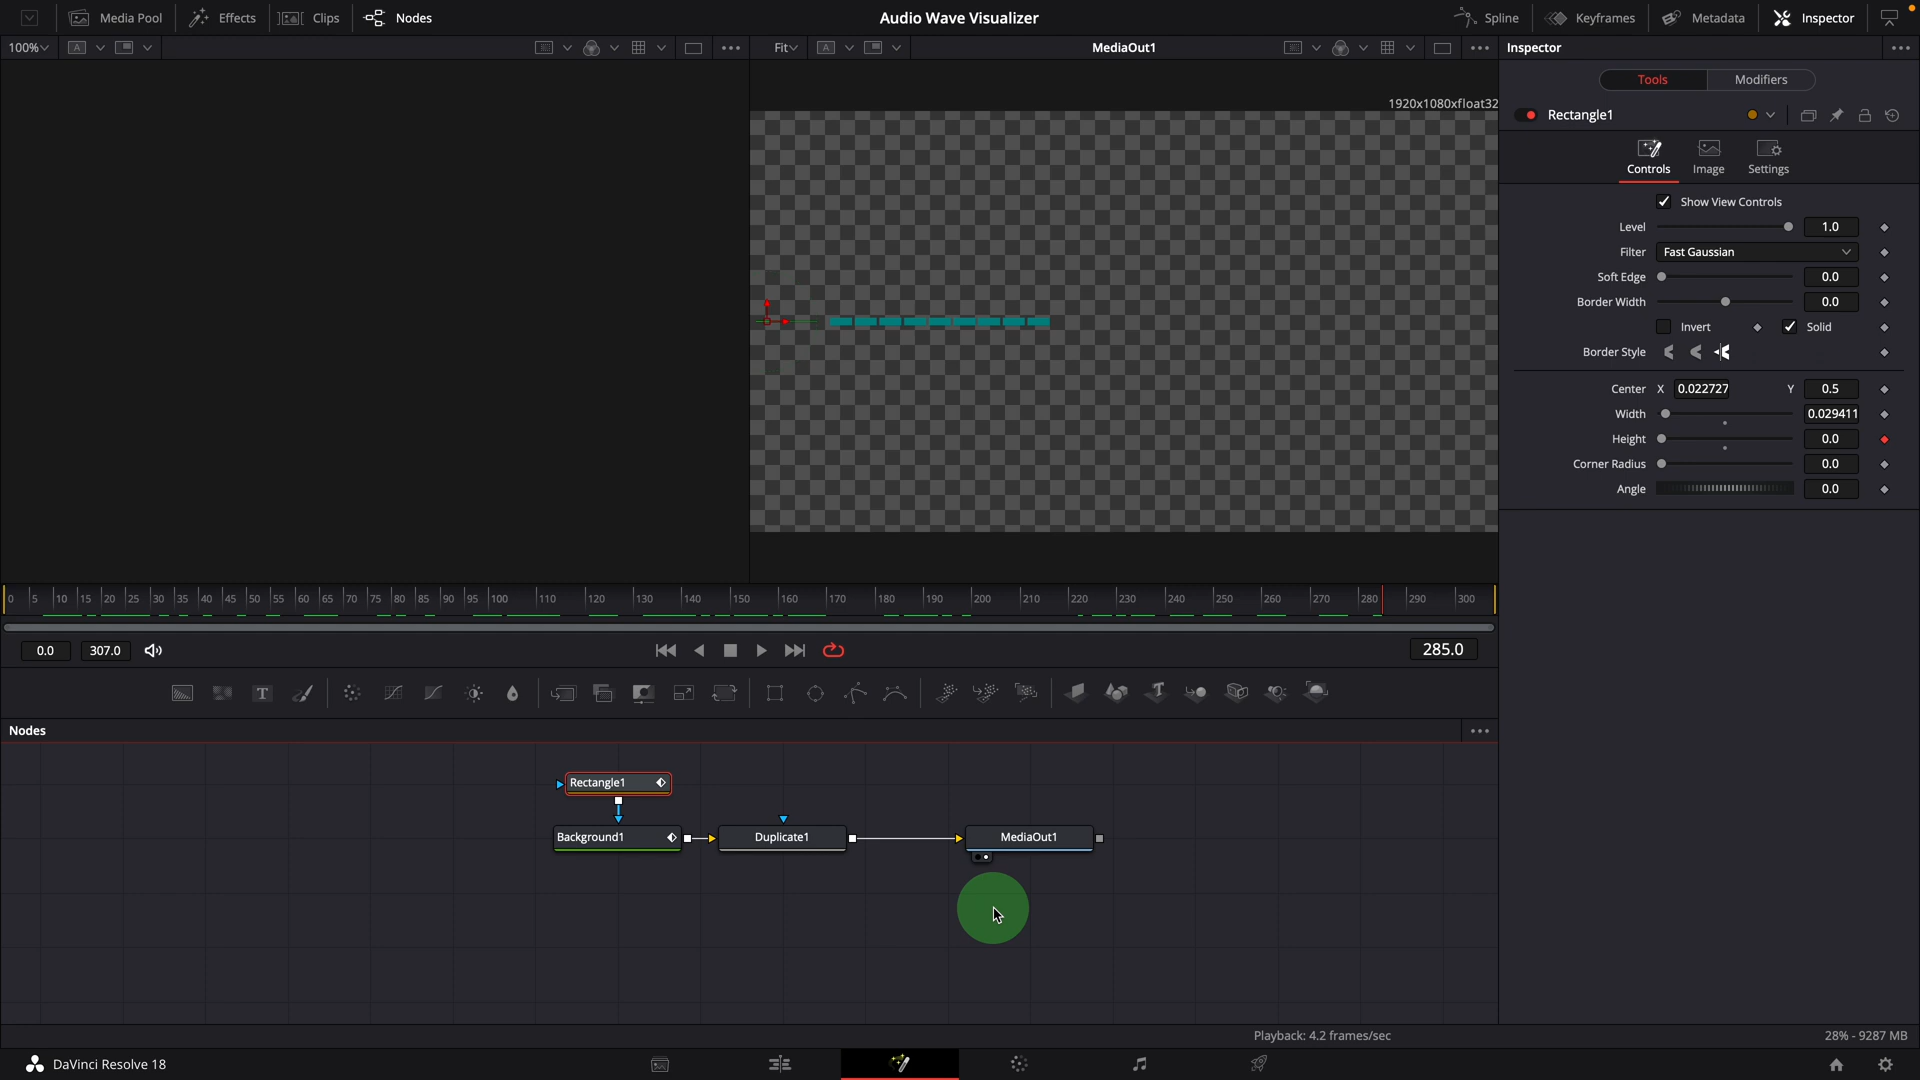 Media Pool Effects Clips Nodes Audio Wave Visualizer Spline Keyframes Metadata Inspector
100% A Fit A MediaOut1 Inspector
Tools Modifiers
1920x1080xfloat32
Rectangle1
Controls Image Settings
Show View Controls
Level 1.0
Filter Fast Gaussian
Soft Edge 0.0
Border Width 0.0
Invert Solid
Border Style
Center X 0.022727 Y 0.5
Width 0.029411
Height 0.0
Corner Radius 0.0
Angle 0.0
0 5 10 15 20 25 30 35 40 45 50 55 60 65 70 75 80 85 90 95 100 110 120 130 140 150 160 170 180 190 200 210 220 230 240 250 260 270 280 290 300
0.0 307.0 285.0
T T
Nodes
Rectangle1
Background1 Duplicate1 MediaOut1
Playback: 4.2 frames/sec 28% - 9287 MB
DaVinci Resolve 18